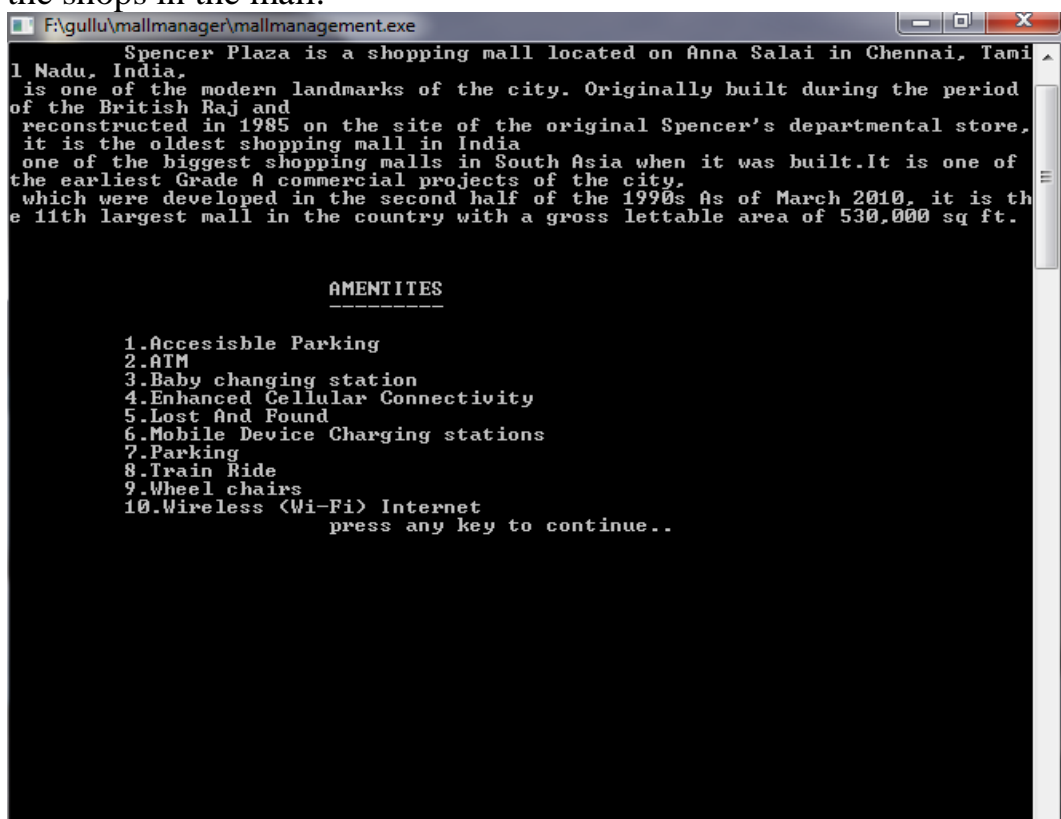 the shops in the mall.
F:\gullu\mallmanager\mallmanagement.exe
Spencer Plaza is a shopping mall located on Anna Salai in Chennai, Tami
l Nadu, India,
is one of the modern landmarks of the city. Originally built during the period
of the British Raj and
reconstructed in 1985 on the site of the original Spencer's departmental store,
it is the oldest shopping mall in India
one of the biggest shopping malls in South Asia when it was built.It is one of
the earliest Grade A commercial projects of the city,
which were developed in the second half of the 1990s As of March 2010, it is th
e 11th largest mall in the country with a gross lettable area of 530,000 sq ft.
AMENTITES
---------
1.Accesisble Parking
2.ATM
3.Baby changing station
4.Enhanced Cellular Connectivity
5.Lost And Found
6.Mobile Device Charging stations
7.Parking
8.Train Ride
9.Wheel chairs
10.Wireless (Wi-Fi) Internet
press any key to continue..